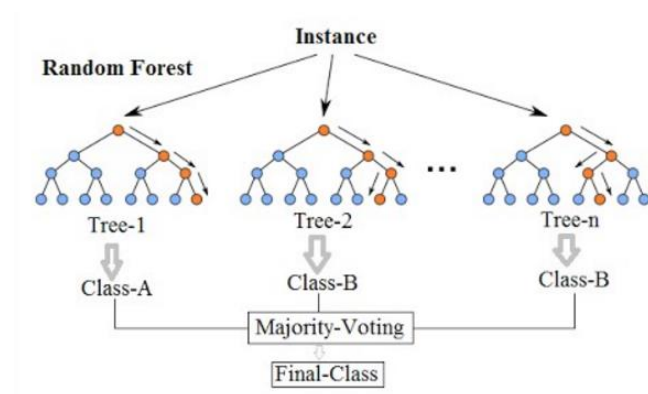 Instance
Random Forest
...
Tree-1 Tree-2 Tree-n
Class-A Class-B Class-B
Majority-Voting
Final-Class